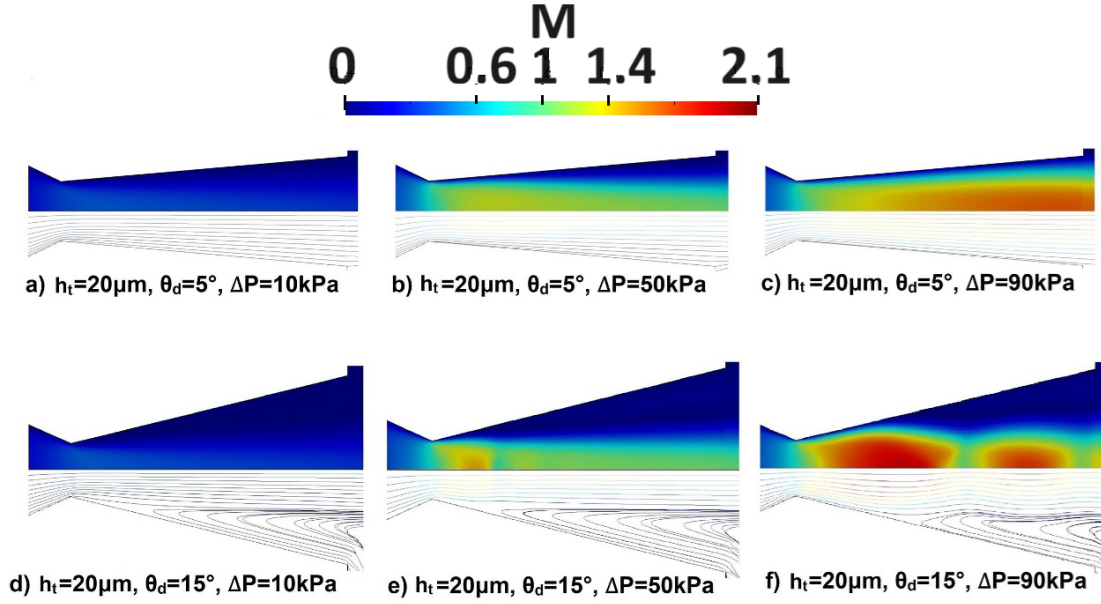 M
0 0.6 1 1.4 2.1
a) hₜ=20μm, θd=5°, ΔP=10kPa
b) hₜ=20μm, θd=5°, ΔP=50kPa
c) hₜ=20μm, θd=5°, ΔP=90kPa
d) hₜ=20μm, θd=15°, ΔP=10kPa
e) hₜ=20μm, θd=15°, ΔP=50kPa
f) hₜ=20μm, θd=15°, ΔP=90kPa